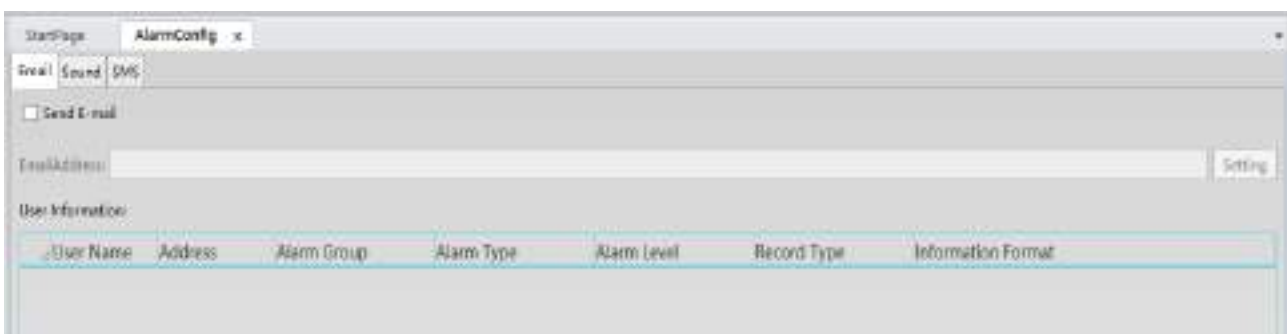 StartPage AlarmConfig x
Email Sound SMS
Send E-mail
EmailAddress:
Setting
User Information:
User Name Address Alarm Group Alarm Type Alarm Level Record Type Information Format